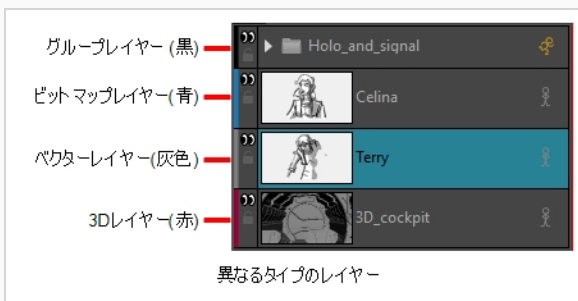 グループレイヤー (黒)
Holo_and_signal
ビットマップレイヤー(青)
Celina
ベクターレイヤー(灰色)
Terry
3Dレイヤー(赤)
3D_cockpit
異なるタイプのレイヤー